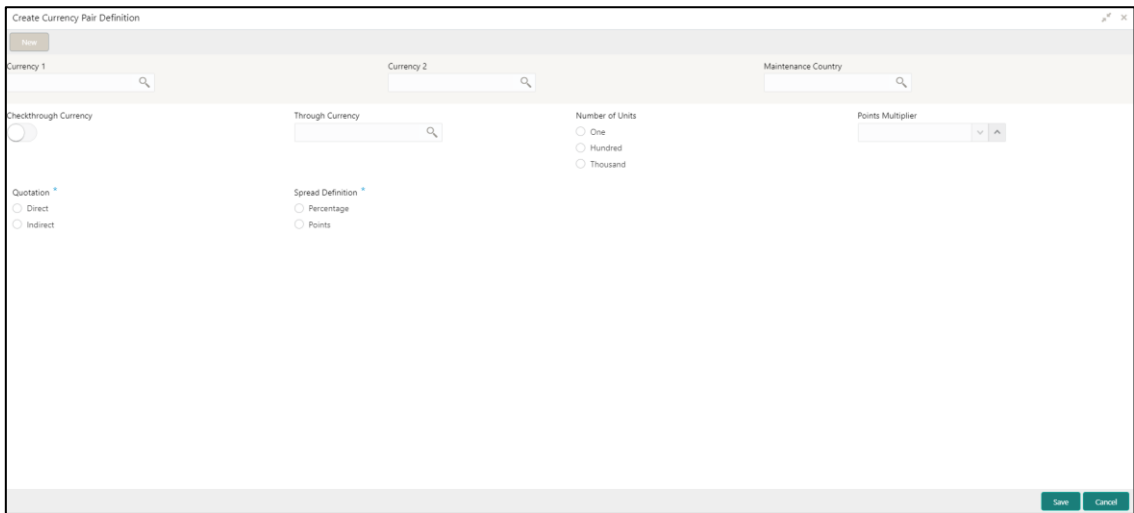 Create Currency Pair Definition
New
Currency 1 Currency 2 Maintenance Country
Checkthrough Currency Through Currency Number of Units Points Multiplier
One
Hundred
Thousand
Quotation * Spread Definition *
Direct Percentage
Indirect Points
Save Cancel